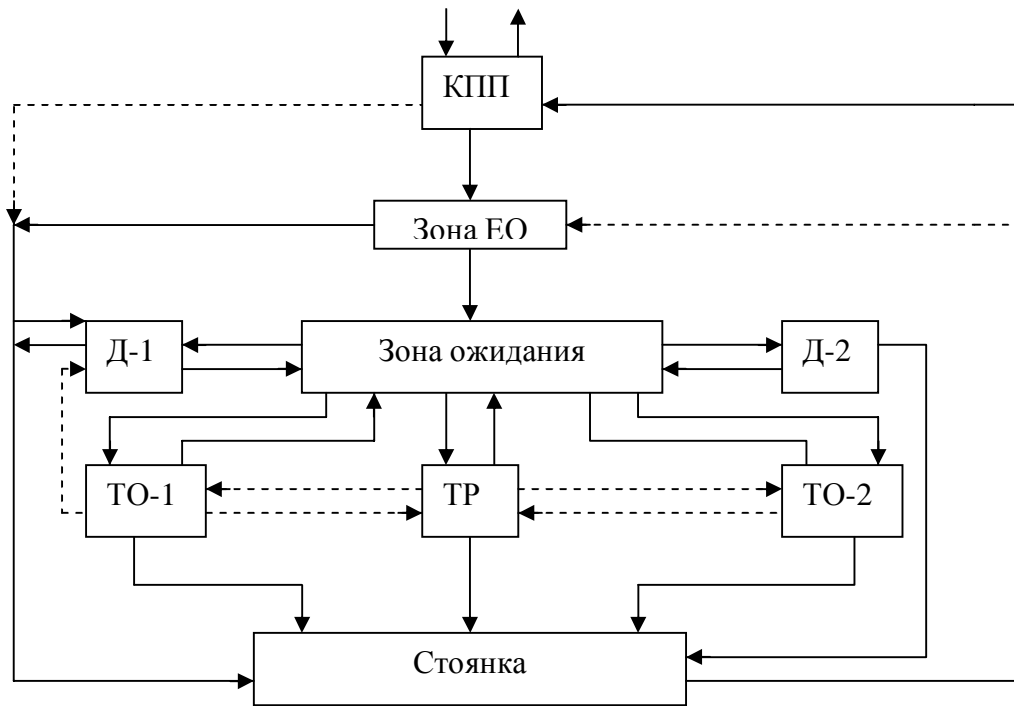 КПП
Зона ЕО
Д-1
Зона ожидания
Д-2
ТО-1
ТР
ТО-2
Стоянка